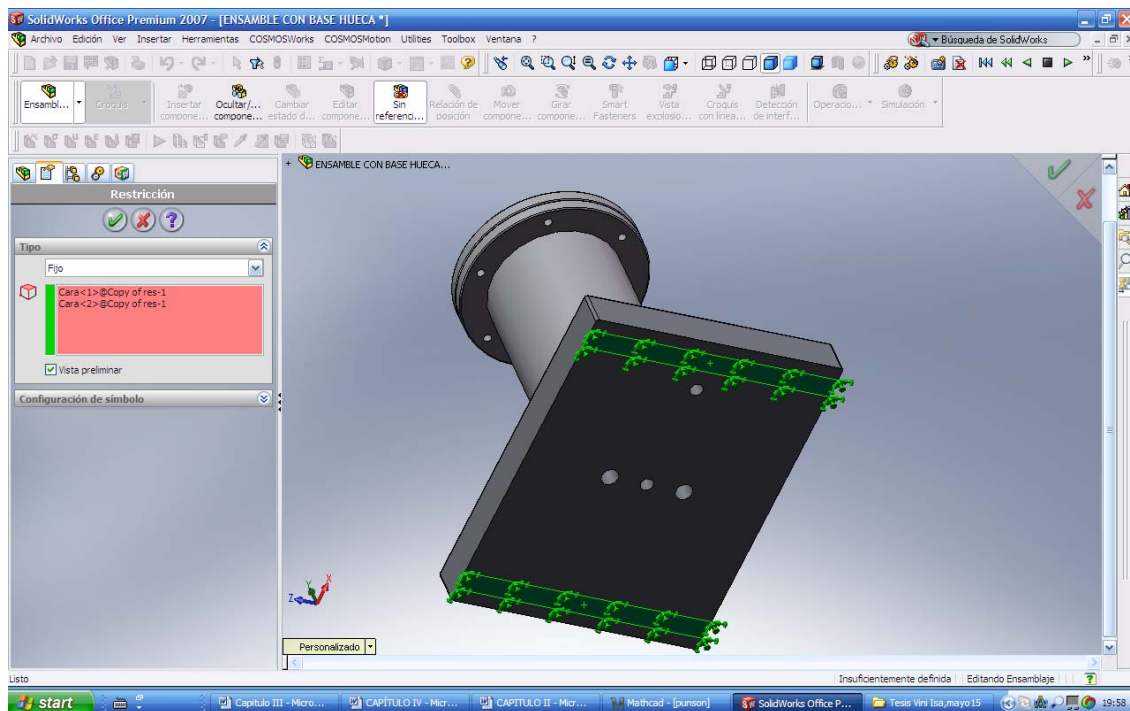 SolidWorks Office Premium 2007 - [ENSAMBLE CON BASE HUECA *]
Archivo Edición Ver Insertar Herramientas COSMOSWorks COSMOSMotion Utilities Toolbox Ventana ?
Búsqueda de SolidWorks
Ensambl... Croquis Insertar compone... Ocultar/... compone... Cambiar estado d... Editar compone... Sin referenci... Relación de posición Mover compone... Girar compone... Smart Fasteners Vista explosio... Croquis con línea... Detección de interf... Operacio... Simulación
ENSAMBLE CON BASE HUECA...
Restricción
Tipo
Fijo
Cara<1>@Copy of res-1
Cara<2>@Copy of res-1
Vista preliminar
Configuración de símbolo
Y X
Z
Personalizado
Listo
Insuficientemente definida Editando Ensamblaje ?
start Capitulo III - Micro... CAPÍTULO IV - Micr... CAPITULO II - Micr... Mathcad - [punson] SolidWorks Office P... Tesis Vini Isa,mayo15 19:58